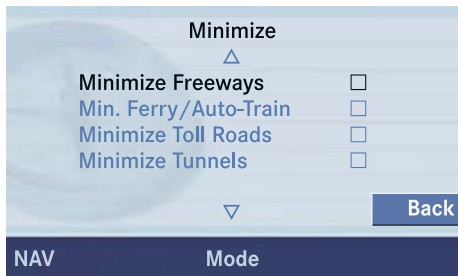 Minimize
Minimize Freeways
Min. Ferry/Auto-Train
Minimize Toll Roads
Minimize Tunnels
Back
NAV Mode